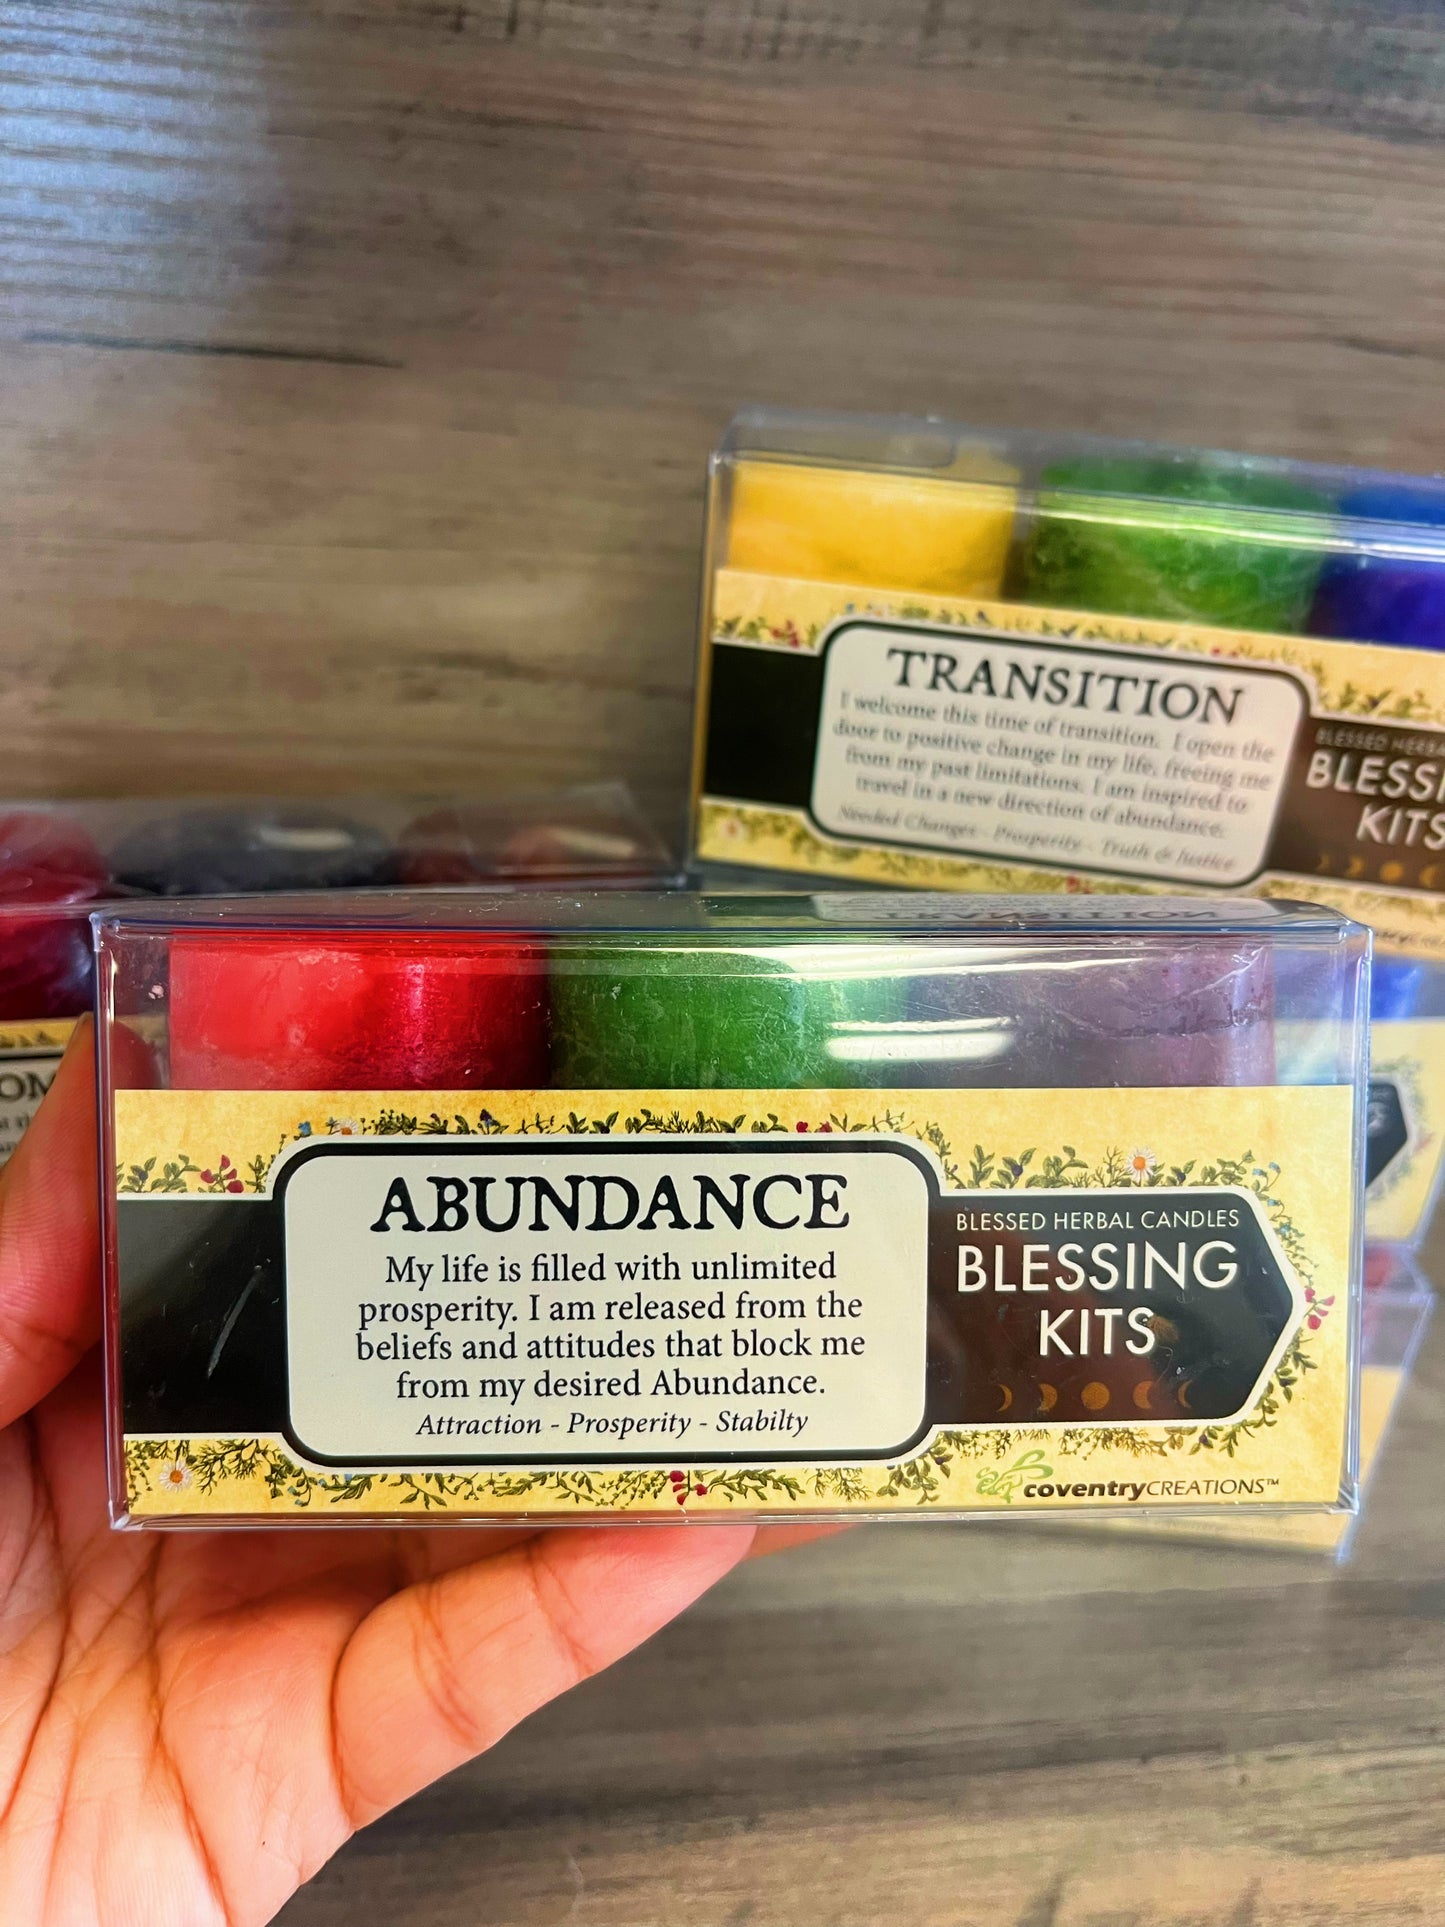 TRANSITION
I welcome this time of transition. I open the
door to positive change in my life, freeing me
from my past limitations. I am inspired to
travel in a new direction of abundance.
Needed Changes - Prosperity - Truth & Justice
BLESSED
KITS
ABUNDANCE
My life is filled with unlimited
prosperity. I am released from the
beliefs and attitudes that block me
from my desired Abundance.
Attraction - Prosperity - Stabilty
BLESSED HERBAL CANDLES
BLESSING
KITS
coventryCREATIONS™